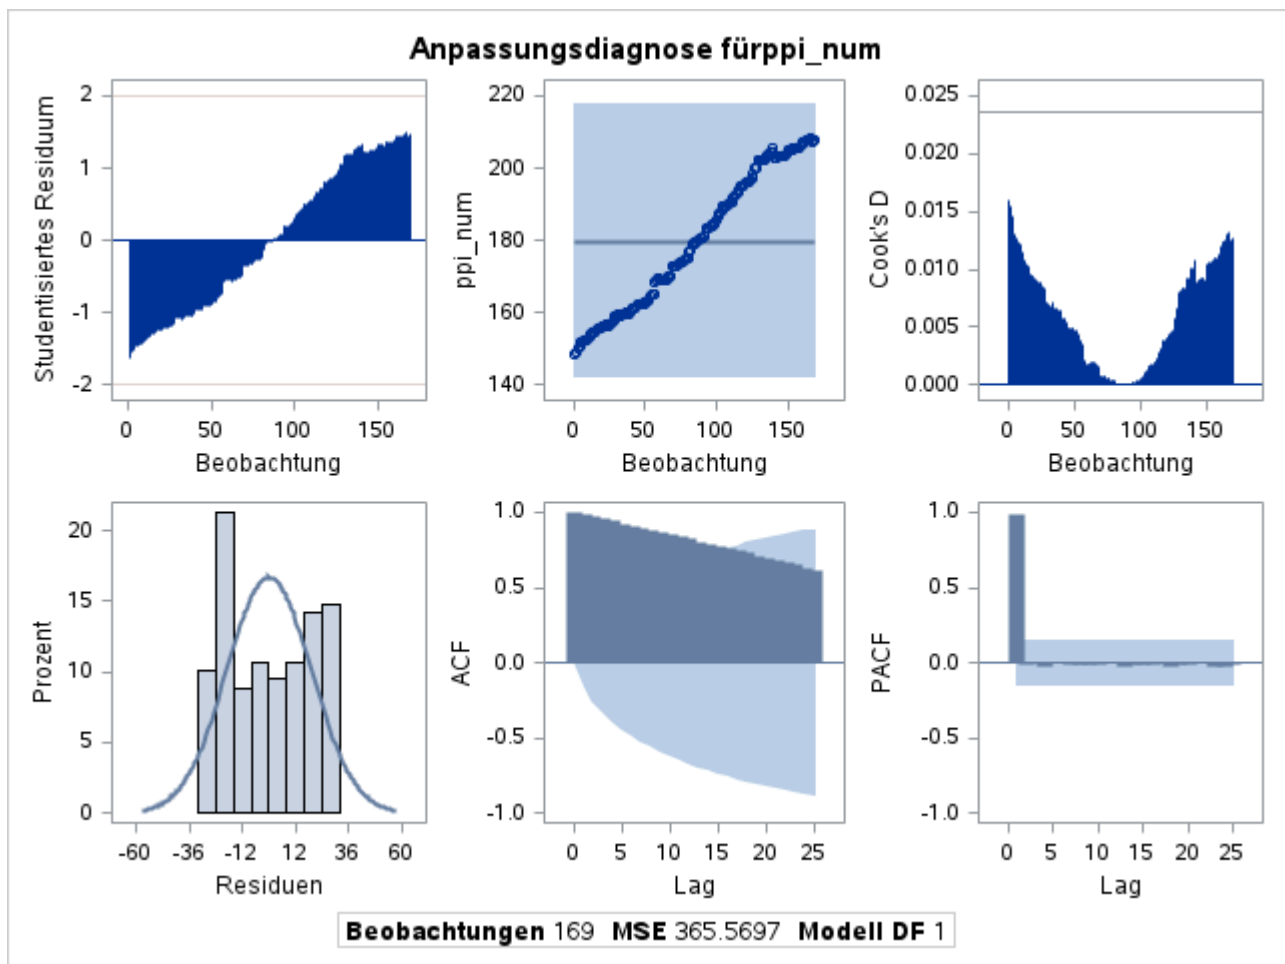 Anpassungsdiagnose fürppi_num
Studentisiertes Residuum
2
1
0
-1
-2
0 50 100 150
Beobachtung
ppi_num
220
200
180
160
140
0 50 100 150
Beobachtung
Cook's D
0.025
0.020
0.015
0.010
0.005
0.000
0 50 100 150
Beobachtung
Prozent
20
15
10
5
0
-60 -36 -12 12 36 60
Residuen
ACF
1.0
0.5
0.0
-0.5
-1.0
0 5 10 15 20 25
Lag
PACF
1.0
0.5
0.0
-0.5
-1.0
0 5 10 15 20 25
Lag
Beobachtungen 169 MSE 365.5697 Modell DF 1